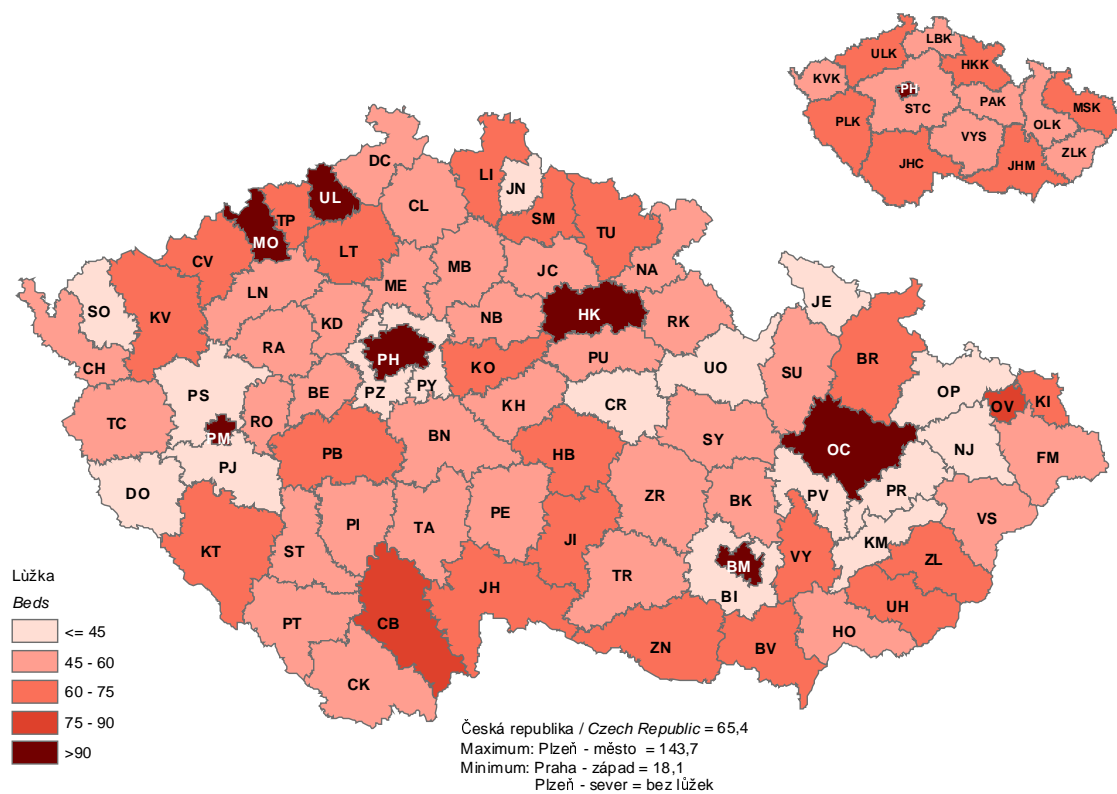 LBK
ULK
HKK
KVK
PH
MSK
PAK
STC
OLK
PLK
VYS
ZLK
JHC
JHM
DC
LI
JN
UL
CL
TP
SM
TU
MO
LT
CV
MB
JC
NA
ME
LN
JE
SO
KV
KD
NB
HK
RK
RA
PH
PU
BR
KO
UO
SU
CH
OP
PS
BE
PZ
PY
CR
OV
KI
KH
TC
RO
PM
BN
SY
OC
NJ
FM
PB
HB
PJ
DO
PR
PV
ZR
BK
PE
PI
TA
VS
KT
ST
JI
KM
VY
ZL
BM
TR
BI
JH
UH
PT
CB
HO
ZN
BV
CK
Lùžka
Beds
<= 45
45 - 60
60 - 75
75 - 90
>90
Česká republika / Czech Republic = 65,4
Maximum: Plzeň - město = 143,7
Minimum: Praha - západ = 18,1
Plzeň - sever = bez lůžek